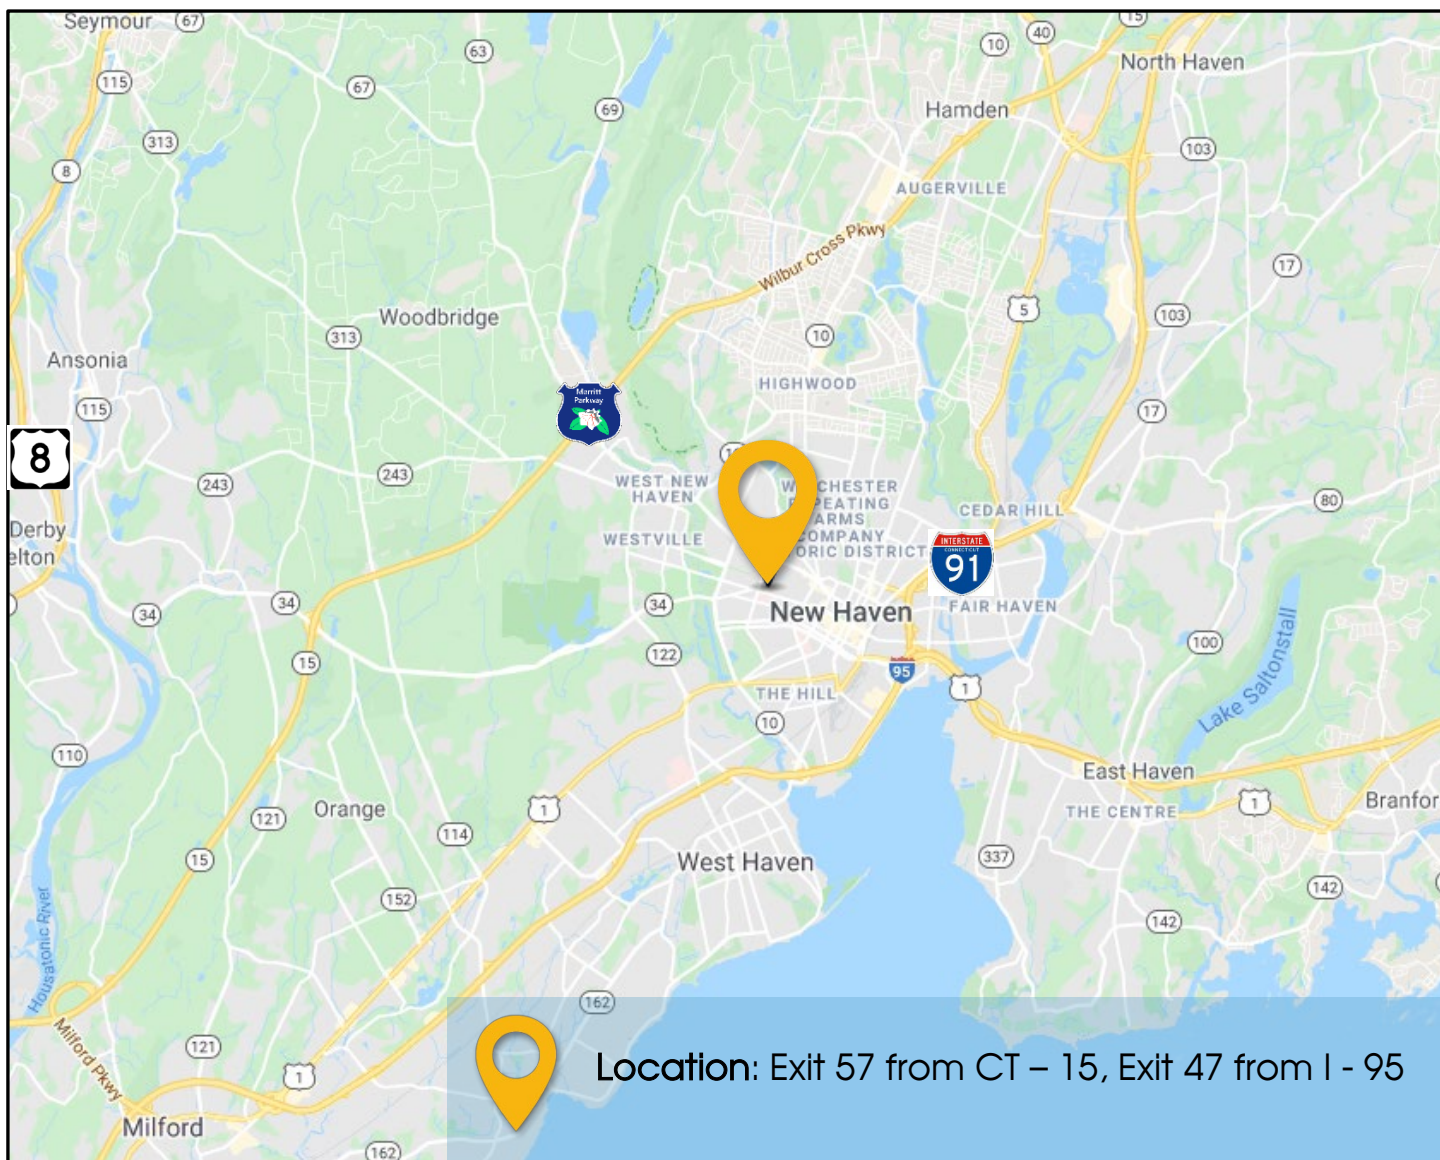 Seymour
67
63
10
40
15
North Haven
115
67
69
Hamden
313
103
8
AUGERVILLE
Wilbur Cross Pkwy
17
Woodbridge
5
103
313
10
Ansonia
HIGHWOOD
Merritt
Parkway
115
17
8
243
243
WEST NEW
HAVEN
CHESTER
EATING
ARMS
COMPANY
ORIC DISTRICT
CEDAR HILL
80
Derby
elton
WESTVILLE
INTERSTATE
CONNECTICUT
91
34
34
34
New Haven
FAIR HAVEN
15
122
95
1
100
Lake Saltonstall
THE HILL
10
110
East Haven
121
Orange
114
1
THE CENTRE
1
Branfor
15
West Haven
337
152
142
142
Housatonic River
162
Milford Pkwy
121
1
Location: Exit 57 from CT – 15, Exit 47 from I - 95
Milford
162